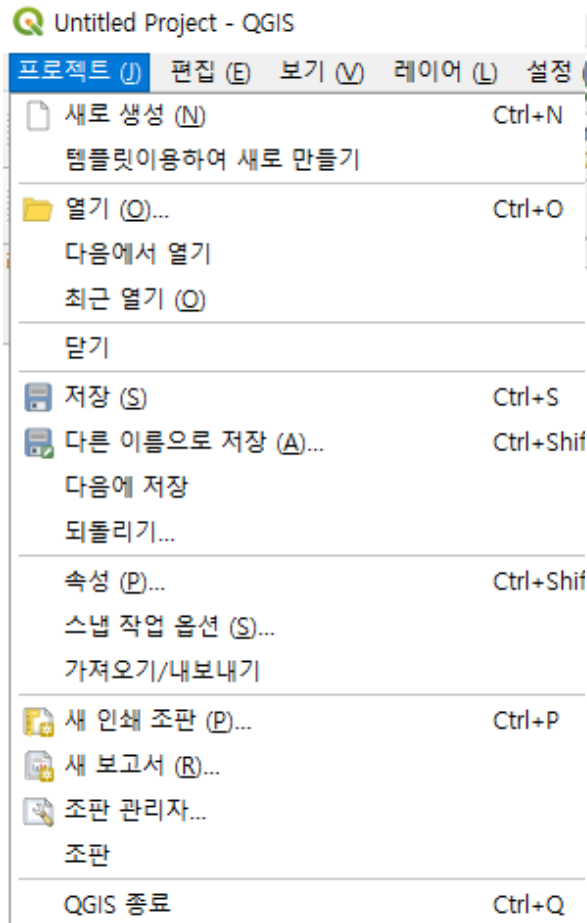 Untitled Project - QGIS
프로젝트 (J) 편집 (E) 보기 (V) 레이어 (L) 설정 (
새로 생성 (N) Ctrl+N
템플릿이용하여 새로 만들기
열기 (O)... Ctrl+O
다음에서 열기
최근 열기 (O)
닫기
저장 (S) Ctrl+S
다른 이름으로 저장 (A)... Ctrl+Shif
다음에 저장
되돌리기...
속성 (P)... Ctrl+Shif
스냅 작업 옵션 (S)...
가져오기/내보내기
새 인쇄 조판 (P)... Ctrl+P
새 보고서 (R)...
조판 관리자...
조판
QGIS 종료 Ctrl+Q